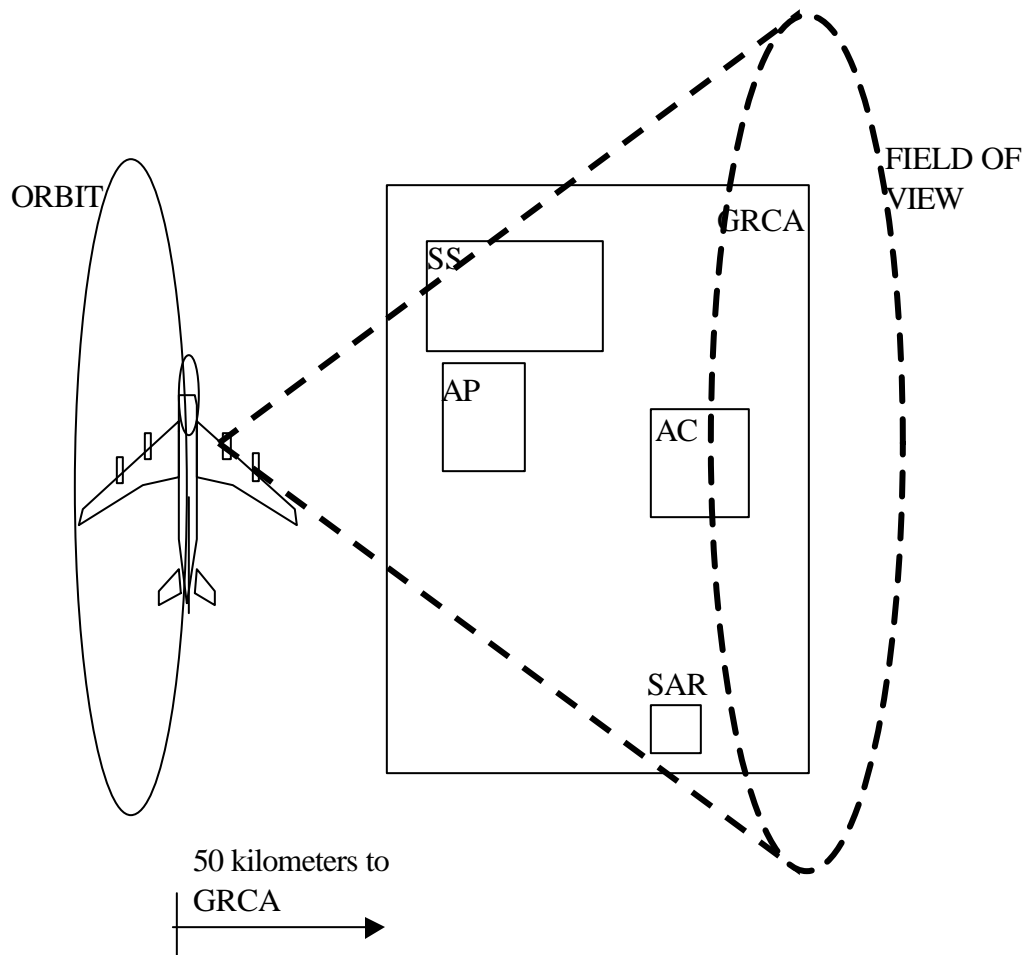 ORBIT
FIELD OF
VIEW
GRCA
SS
AP
AC
SAR
50 kilometers to
GRCA